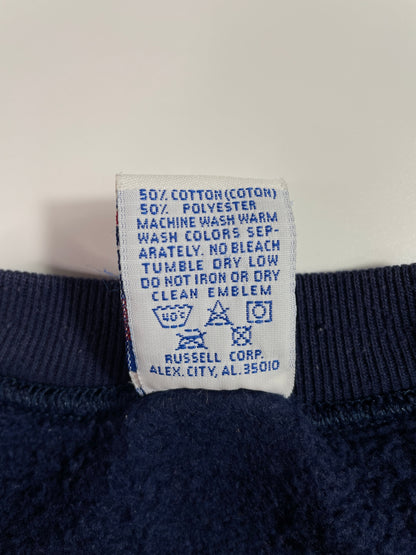 50% COTTON (COTON)
50% POLYESTER
MACHINE WASH WARM
WASH COLORS SEP-
ARATELY. NO BLEACH
TUMBLE DRY LOW
DO NOT IRON OR DRY
CLEAN EMBLEM
40°C
RUSSELL CORP.
ALEX. CITY, AL. 35010